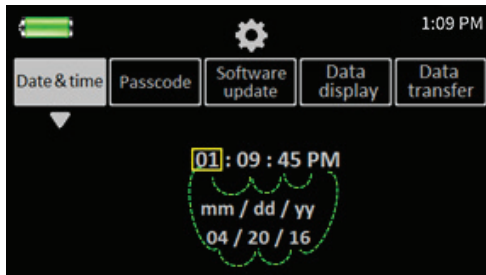 1:09 PM
Date & time Passcode Software update Data display Data transfer
01 : 09 : 45 PM
mm / dd / yy
04 / 20 / 16